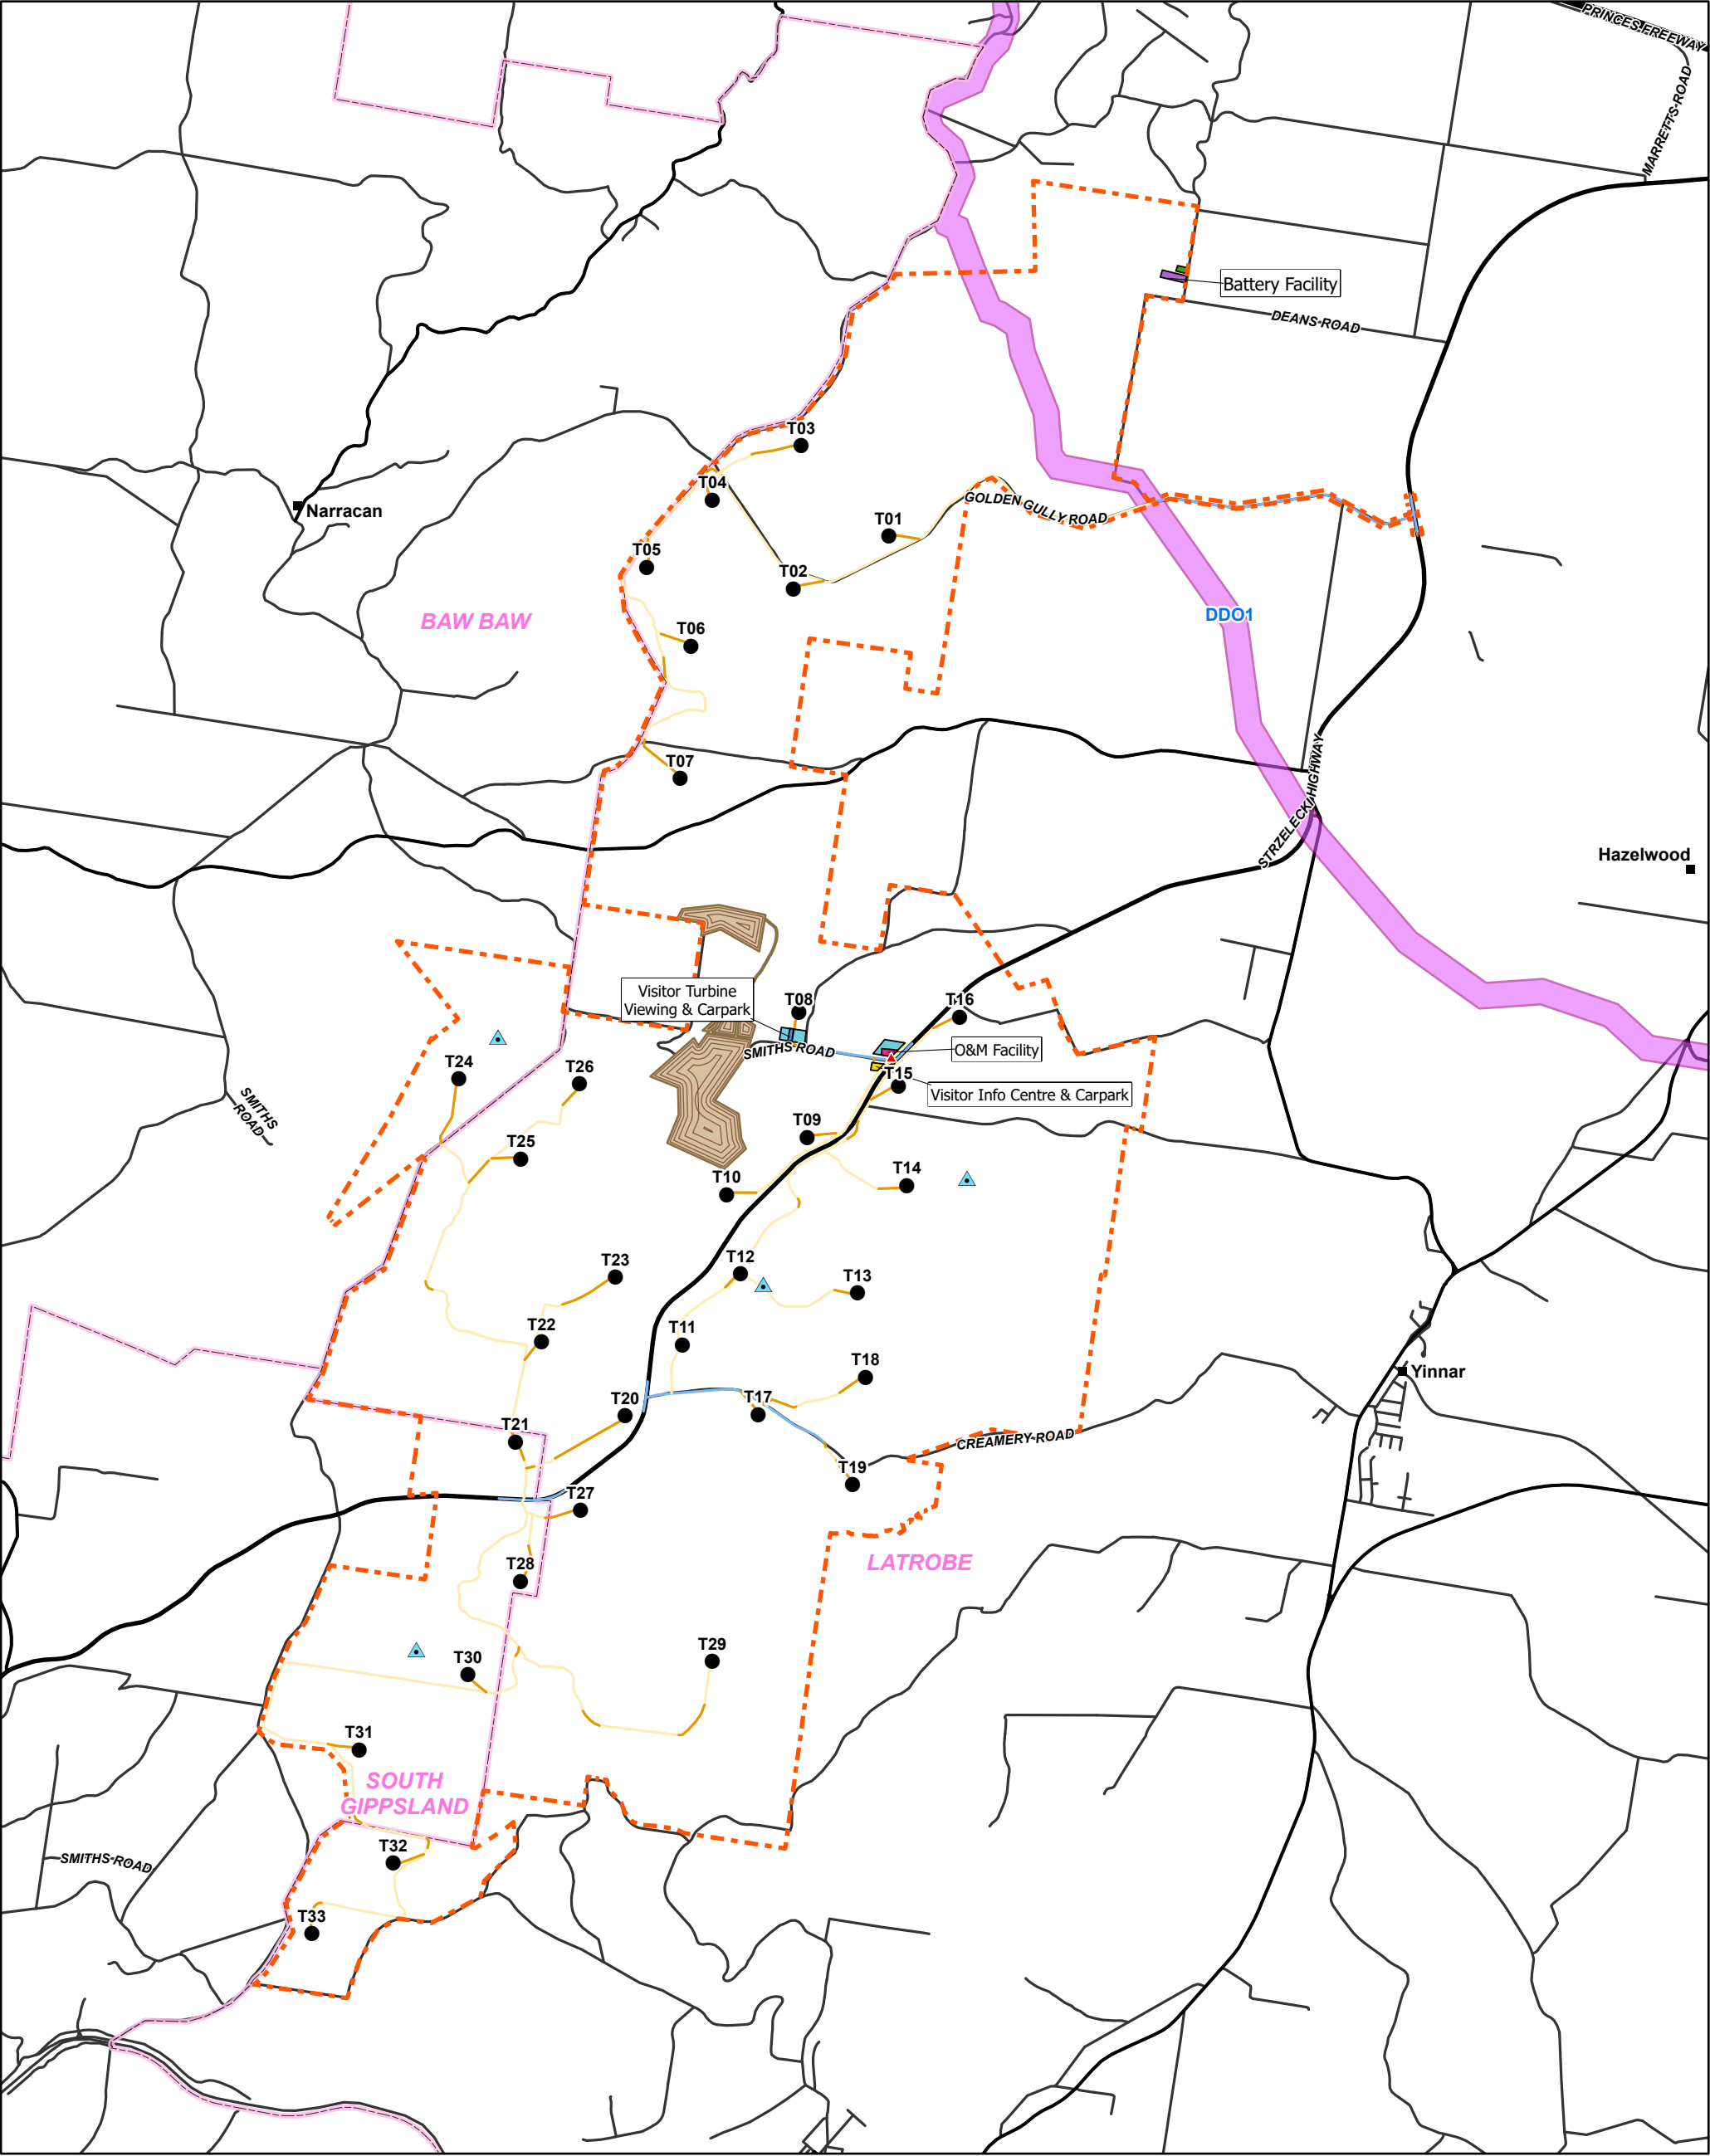 PRINCES FREEWAY
MARRETTS ROAD
Battery Facility
DEANS ROAD
T03
T04
Narracan
GOLDEN GULLY ROAD
T01
T05
T02
BAW BAW
DDO1
T06
T07
STRZELECKI HIGHWAY
Hazelwood
Visitor Turbine
Viewing & Carpark
T08
T16
SMITHS ROAD
O&M Facility
T24
T26
T15
Visitor Info Centre & Carpark
SMITHS
ROAD
T09
T25
T14
T10
T12
T23
T13
T22
T11
T18
Yinnar
T20
T17
T21
CREAMERY ROAD
T19
T27
LATROBE
T28
T29
T30
T31
SOUTH
GIPPSLAND
T32
SMITHS ROAD
T33